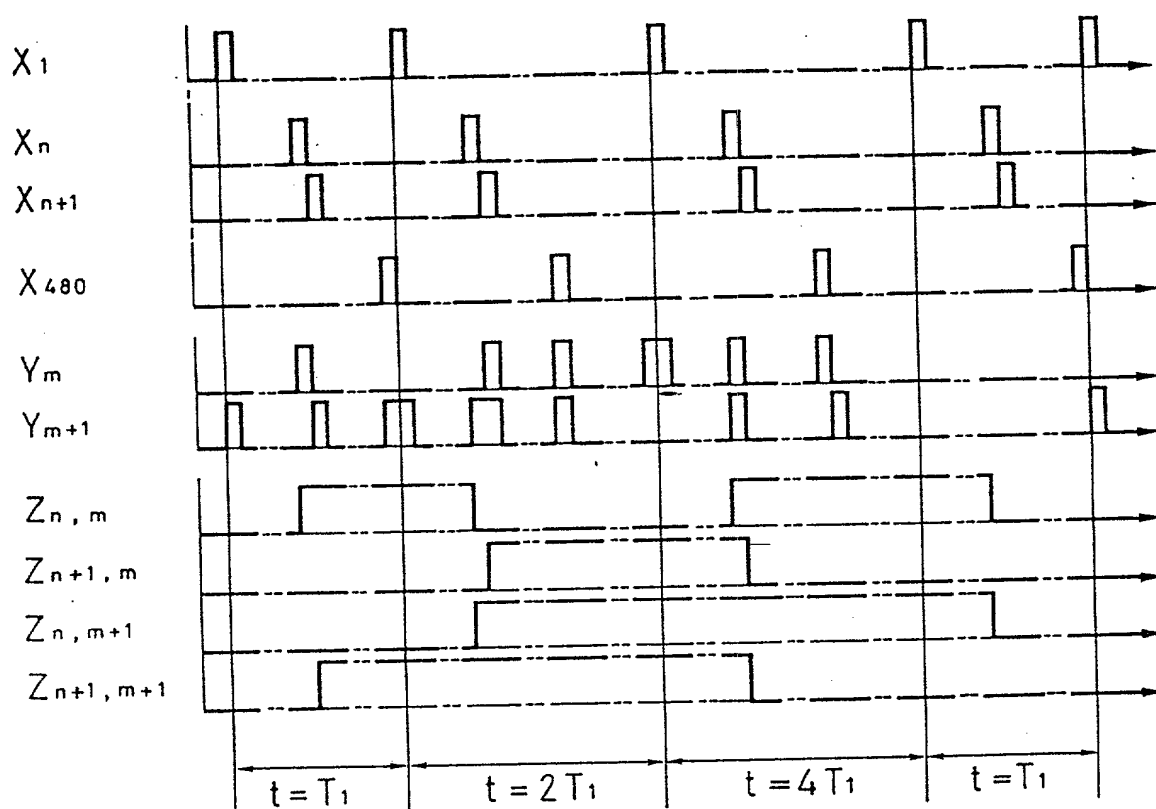 X1
Xn
Xn+1
X480
Ym
Ym+1
Zn,m
Zn+1,m
Zn,m+1
Zn+1,m+1
t=T1
t=2T1
t=4T1
t=T1